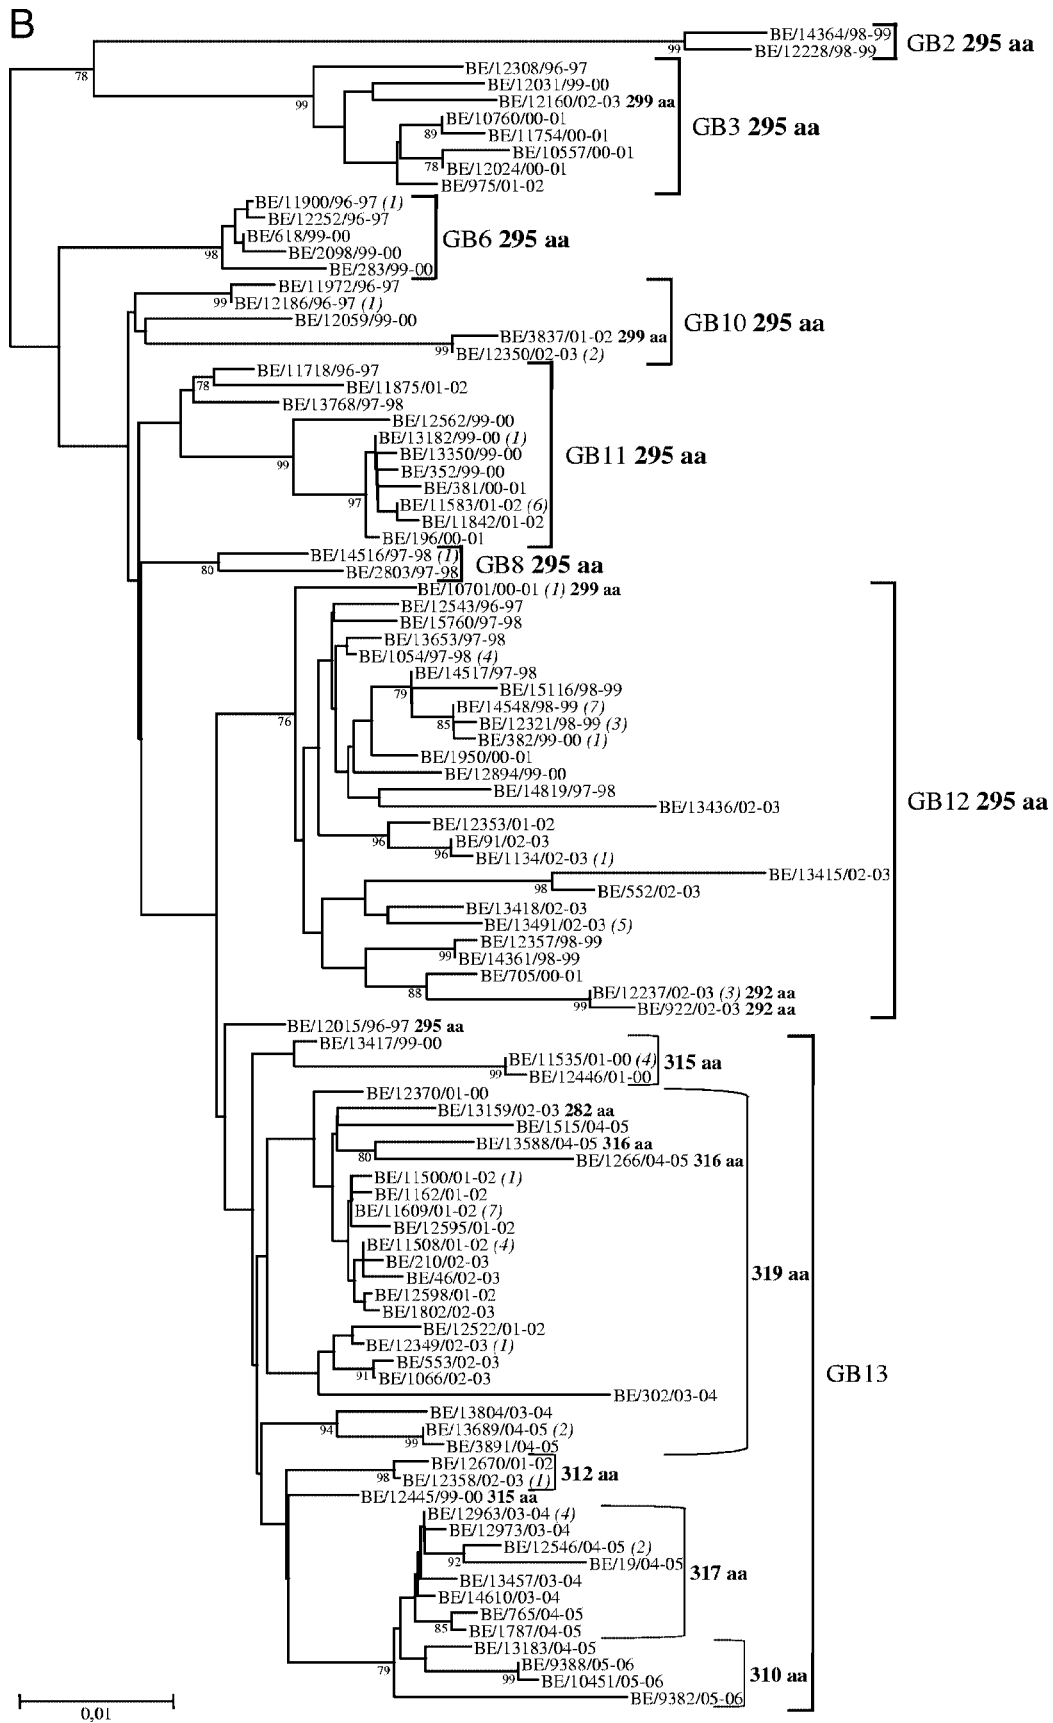 B
BE/14364/98-99
99
BE/12228/98-99
GB2 295 aa
78
BE/12308/96-97
BE/12031/99-00
99
BE/12160/02-03 299 aa
BE/10760/00-01
89
BE/11754/00-01
GB3 295 aa
BE/10557/00-01
78
BE/12024/00-01
BE/975/01-02
BE/11900/96-97 (1)
BE/12252/96-97
BE/618/99-00
GB6 295 aa
98
BE/2098/99-00
BE/283/99-00
BE/11972/96-97
99
BE/12186/96-97 (1)
BE/12059/99-00
GB10 295 aa
BE/3837/01-02 299 aa
99
BE/12350/02-03 (2)
BE/11718/96-97
78
BE/11875/01-02
BE/13768/97-98
BE/12562/99-00
BE/13182/99-00 (1)
BE/13350/99-00
GB11 295 aa
99
BE/352/99-00
BE/381/00-01
97
BE/11583/01-02 (6)
BE/11842/01-02
BE/196/00-01
BE/14516/97-98 (1)
80
BE/2803/97-98
GB8 295 aa
BE/10701/00-01 (1) 299 aa
BE/12543/96-97
BE/15760/97-98
BE/13653/97-98
BE/1054/97-98 (4)
BE/14517/97-98
79
BE/15116/98-99
BE/14548/98-99 (7)
76
85
BE/12321/98-99 (3)
BE/382/99-00 (1)
BE/1950/00-01
BE/12894/99-00
BE/14819/97-98
BE/13436/02-03
GB12 295 aa
BE/12353/01-02
96
BE/91/02-03
96
BE/1134/02-03 (1)
BE/13415/02-03
98
BE/552/02-03
BE/13418/02-03
BE/13491/02-03 (5)
BE/12357/98-99
99
BE/14361/98-99
BE/705/00-01
88
BE/12237/02-03 (3) 292 aa
99
BE/922/02-03 292 aa
BE/12015/96-97 295 aa
BE/13417/99-00
BE/11535/01-00 (4)
315 aa
99
BE/12446/01-00
BE/12370/01-00
BE/13159/02-03 282 aa
BE/1515/04-05
BE/13588/04-05 316 aa
80
BE/1266/04-05 316 aa
BE/11500/01-02 (1)
BE/1162/01-02
BE/11609/01-02 (7)
BE/12595/01-02
BE/11508/01-02 (4)
BE/210/02-03
319 aa
BE/46/02-03
BE/12598/01-02
BE/1802/02-03
BE/12522/01-02
BE/12349/02-03 (1)
BE/553/02-03
91
BE/1066/02-03
GB13
BE/302/03-04
BE/13804/03-04
94
BE/13689/04-05 (2)
99
BE/3891/04-05
BE/12670/01-02
98
BE/12358/02-03 (1)
312 aa
BE/12445/99-00 315 aa
BE/12963/03-04 (4)
BE/12973/03-04
BE/12546/04-05 (2)
92
BE/19/04-05
317 aa
BE/13457/03-04
BE/14610/03-04
BE/765/04-05
85
BE/1787/04-05
BE/13183/04-05
79
BE/9388/05-06
99
BE/10451/05-06
310 aa
BE/9382/05-06
0,01